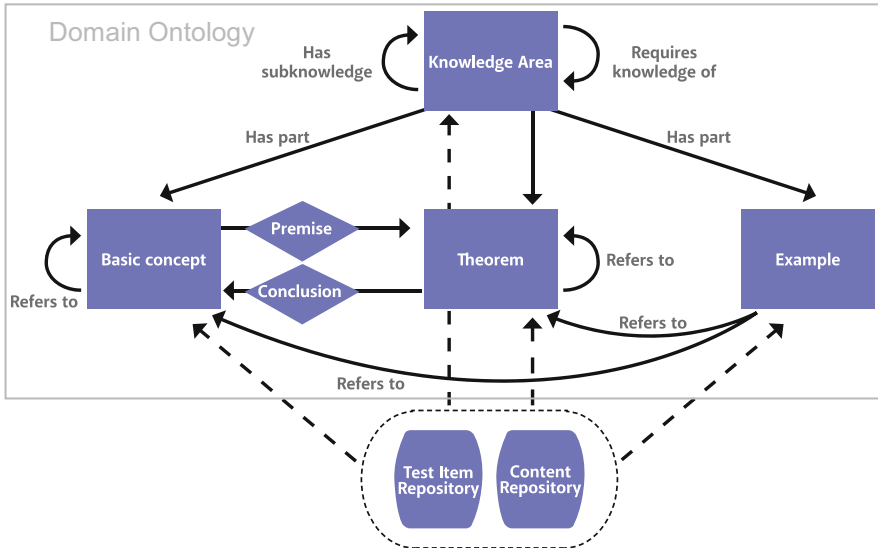 Domain Ontology
Has
subknowledge
Knowledge Area
Requires
knowledge of
Has part
Has part
Basic concept
Premise
Theorem
Example
Refers to
Conclusion
Refers to
Refers to
Refers to
Test Item
Repository
Content
Repository